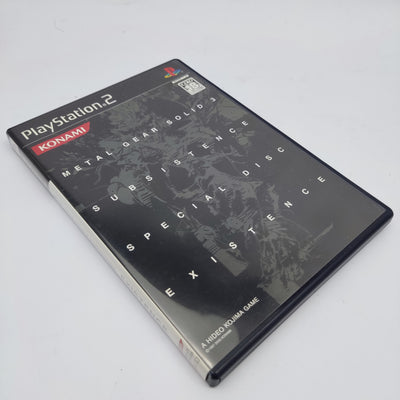 PlayStation.2
KONAMI
METAL GEAR SOLID 3
SUBSISTENCE
SPECIAL DISC
EXISTENCE
A HIDEO KOJIMA GAME